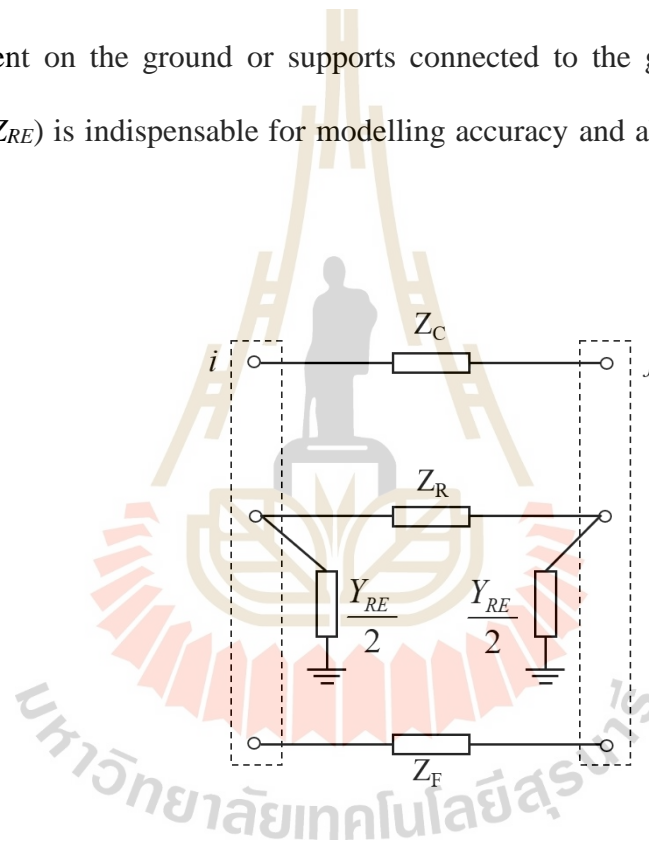 ent on the ground or supports connected to the g
Z_RE) is indispensable for modelling accuracy and a
Z_C
i
Z_R
Y_RE Y_RE
2 2
Z_F
มหาวิทยาลัยเทคโนโลยีสุรนารี